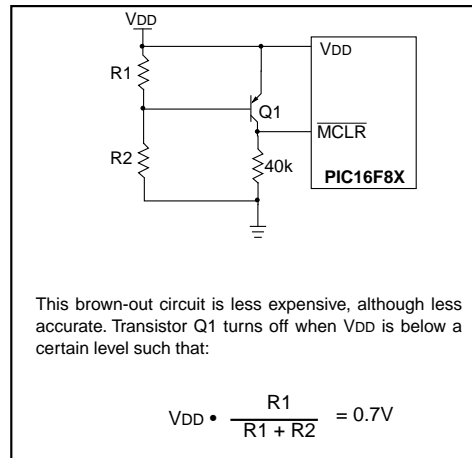 VDD
VDD
R1
Q1
MCLR
R2
40k
PIC16F8X
This brown-out circuit is less expensive, although less
accurate. Transistor Q1 turns off when VDD is below a
certain level such that:
VDD • R1 / R1 + R2 = 0.7V